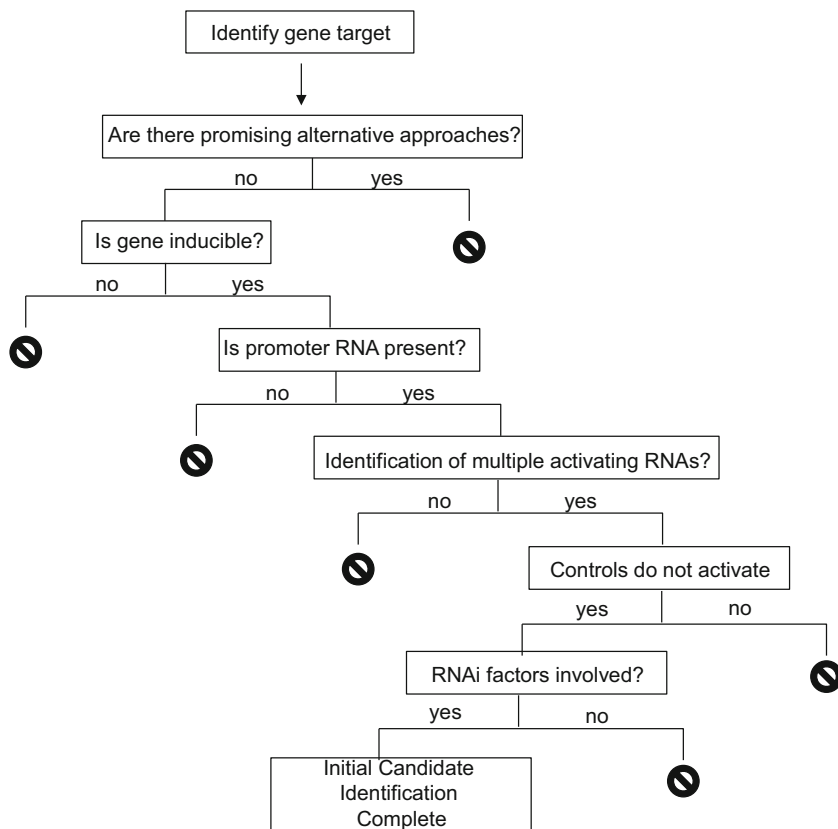 Identify gene target
Are there promising alternative approaches?
no yes
Is gene inducible?
no yes
Is promoter RNA present?
no yes
Identification of multiple activating RNAs?
no yes
Controls do not activate
yes no
RNAi factors involved?
yes no
Initial Candidate
Identification
Complete